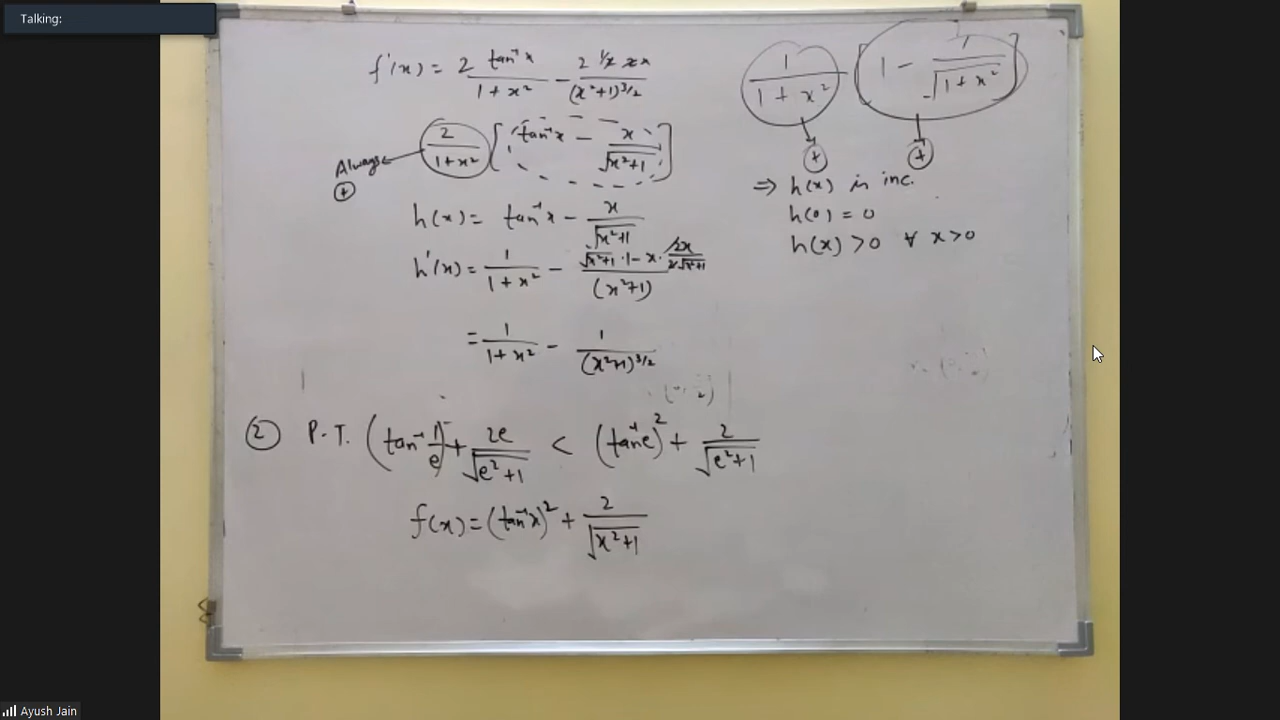 Talking:
f'(x) = 2 tan⁻¹x / 1 + x² − 2 ½ 2x / (x²+1)^3/2
Always ⊕ ← 2 / 1+x² [ tan⁻¹x − x / √x²+1 ]
h(x) = tan⁻¹x − x / √x²+1
h'(x) = 1 / 1 + x² − √x²+1 · 1 − x · 2x / 2√x²+1 / (x²+1)
= 1 / 1 + x² − 1 / (x²+1)^3/2
1 / 1 + x² [ 1 − 1 / √1 + x² ]
⊕ ⊕
⇒ h(x) is inc.
h(0) = 0
h(x) > 0 ∀ x > 0
② P.T. (tan⁻¹ 1/e)² + 2e / √e²+1 < (tan⁻¹e)² + 2 / √e²+1
f(x) = (tan⁻¹x)² + 2 / √x²+1
Ayush Jain